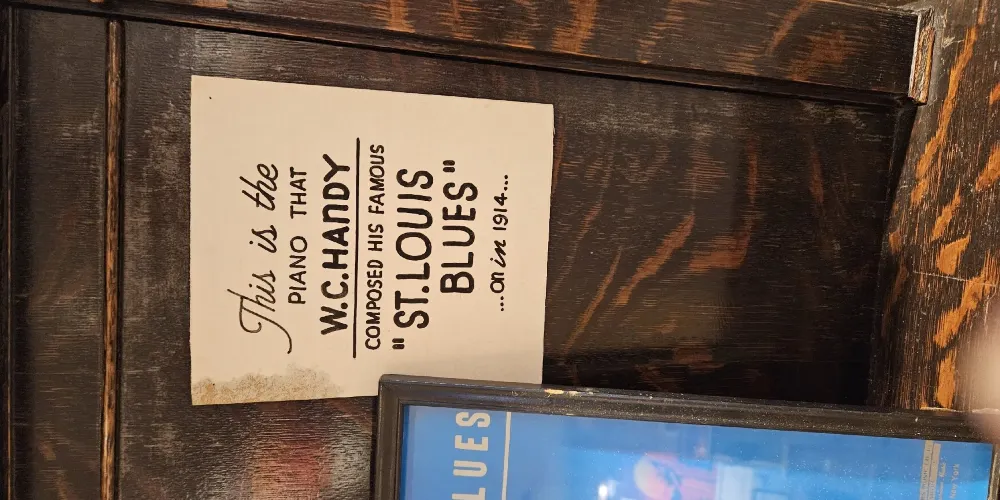 This is the
PIANO THAT
W.C.HANDY
COMPOSED HIS FAMOUS
"ST.LOUIS
BLUES"
...on in 1914...
LUES